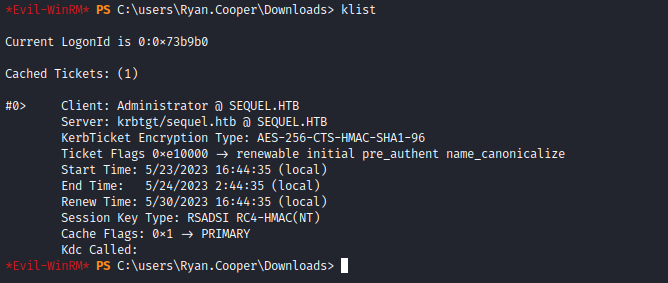 *Evil-WinRM* PS C:\users\Ryan.Cooper\Downloads> klist
Current LogonId is 0:0×73b9b0
Cached Tickets: (1)
#0> Client: Administrator @ SEQUEL.HTB
Server: krbtgt/sequel.htb @ SEQUEL.HTB
KerbTicket Encryption Type: AES-256-CTS-HMAC-SHA1-96
Ticket Flags 0×e10000 → renewable initial pre_authent name_canonicalize
Start Time: 5/23/2023 16:44:35 (local)
End Time: 5/24/2023 2:44:35 (local)
Renew Time: 5/30/2023 16:44:35 (local)
Session Key Type: RSADSI RC4-HMAC(NT)
Cache Flags: 0×1 → PRIMARY
Kdc Called:
*Evil-WinRM* PS C:\users\Ryan.Cooper\Downloads>